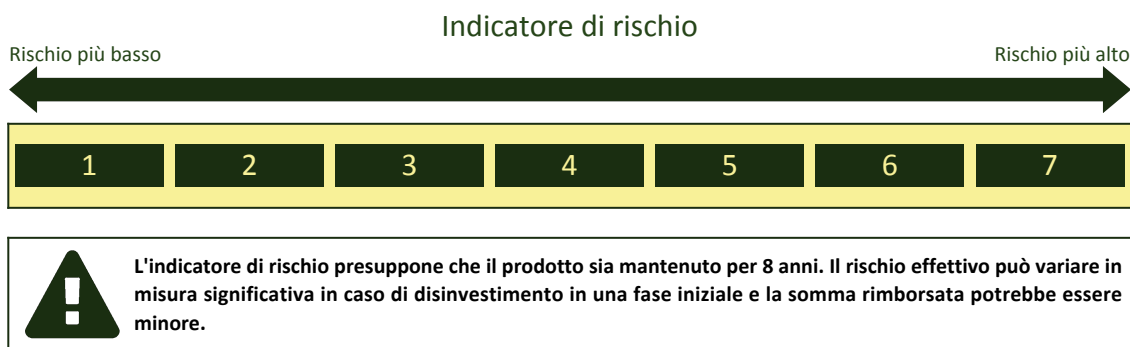 Indicatore di rischio
Rischio più basso
Rischio più alto
1 2 3 4 5 6 7
L'indicatore di rischio presuppone che il prodotto sia mantenuto per 8 anni. Il rischio effettivo può variare in
misura significativa in caso di disinvestimento in una fase iniziale e la somma rimborsata potrebbe essere
minore.